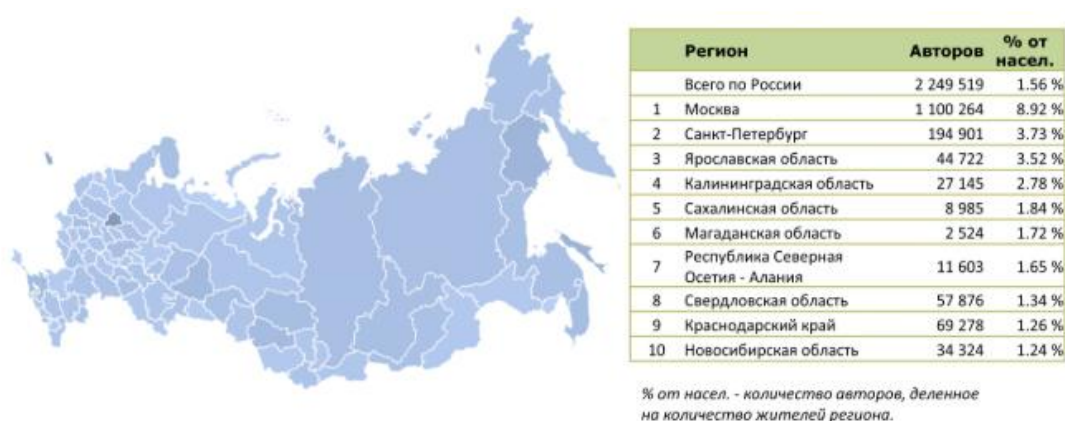 Регион Авторов % от насел.
Всего по России 2 249 519 1.56 %
1 Москва 1 100 264 8.92 %
2 Санкт-Петербург 194 901 3.73 %
3 Ярославская область 44 722 3.52 %
4 Калининградская область 27 145 2.78 %
5 Сахалинская область 8 985 1.84 %
6 Магаданская область 2 524 1.72 %
7 Республика Северная
Осетия - Алания 11 603 1.65 %
8 Свердловская область 57 876 1.34 %
9 Краснодарский край 69 278 1.26 %
10 Новосибирская область 34 324 1.24 %
% от насел. - количество авторов, деленное
на количество жителей региона.